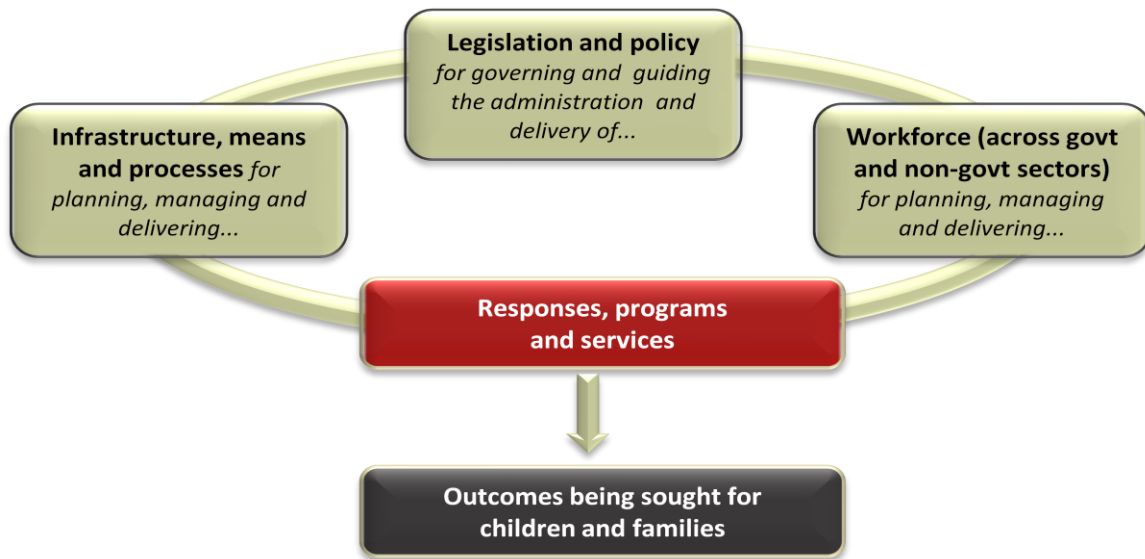 Legislation and policy
for governing and guiding
the administration and
delivery of...
Infrastructure, means
and processes for
planning, managing and
delivering...
Workforce (across govt
and non-govt sectors)
for planning, managing
and delivering...
Responses, programs
and services
Outcomes being sought for
children and families